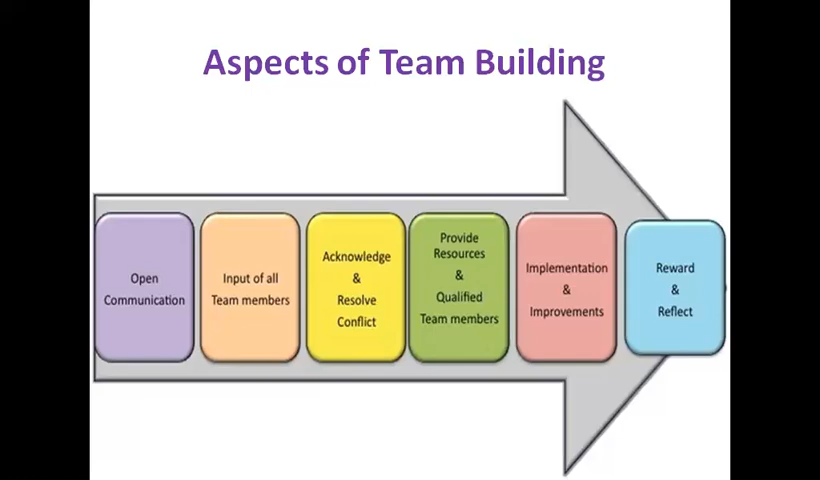 Aspects of Team Building
Open
Communication
Input of all
Team members
Acknowledge
&
Resolve
Conflict
Provide
Resources
&
Qualified
Team members
Implementation
&
Improvements
Reward
&
Reflect